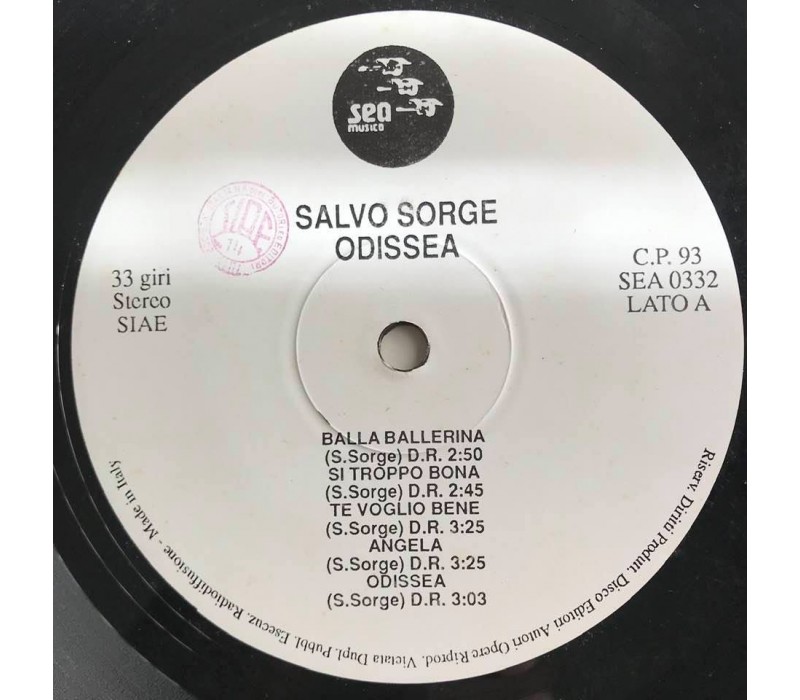 sea
musica
SALVO SORGE
ODISSEA
SIAE
33 giri
Stereo
SIAE
C.P. 93
SEA 0332
LATO A
BALLA BALLERINA
(S.Sorge) D.R. 2:50
SI TROPPO BONA
(S.Sorge) D.R. 2:45
TE VOGLIO BENE
(S.Sorge) D.R. 3:25
ANGELA
(S.Sorge) D.R. 3:25
ODISSEA
(S.Sorge) D.R. 3:03
Riserv. Diritti Produtt. Disco Editori Autori Opere Riprod. Vietata Dupl. Pubbl. Esecuz. Radiodiffusione - Made in Italy